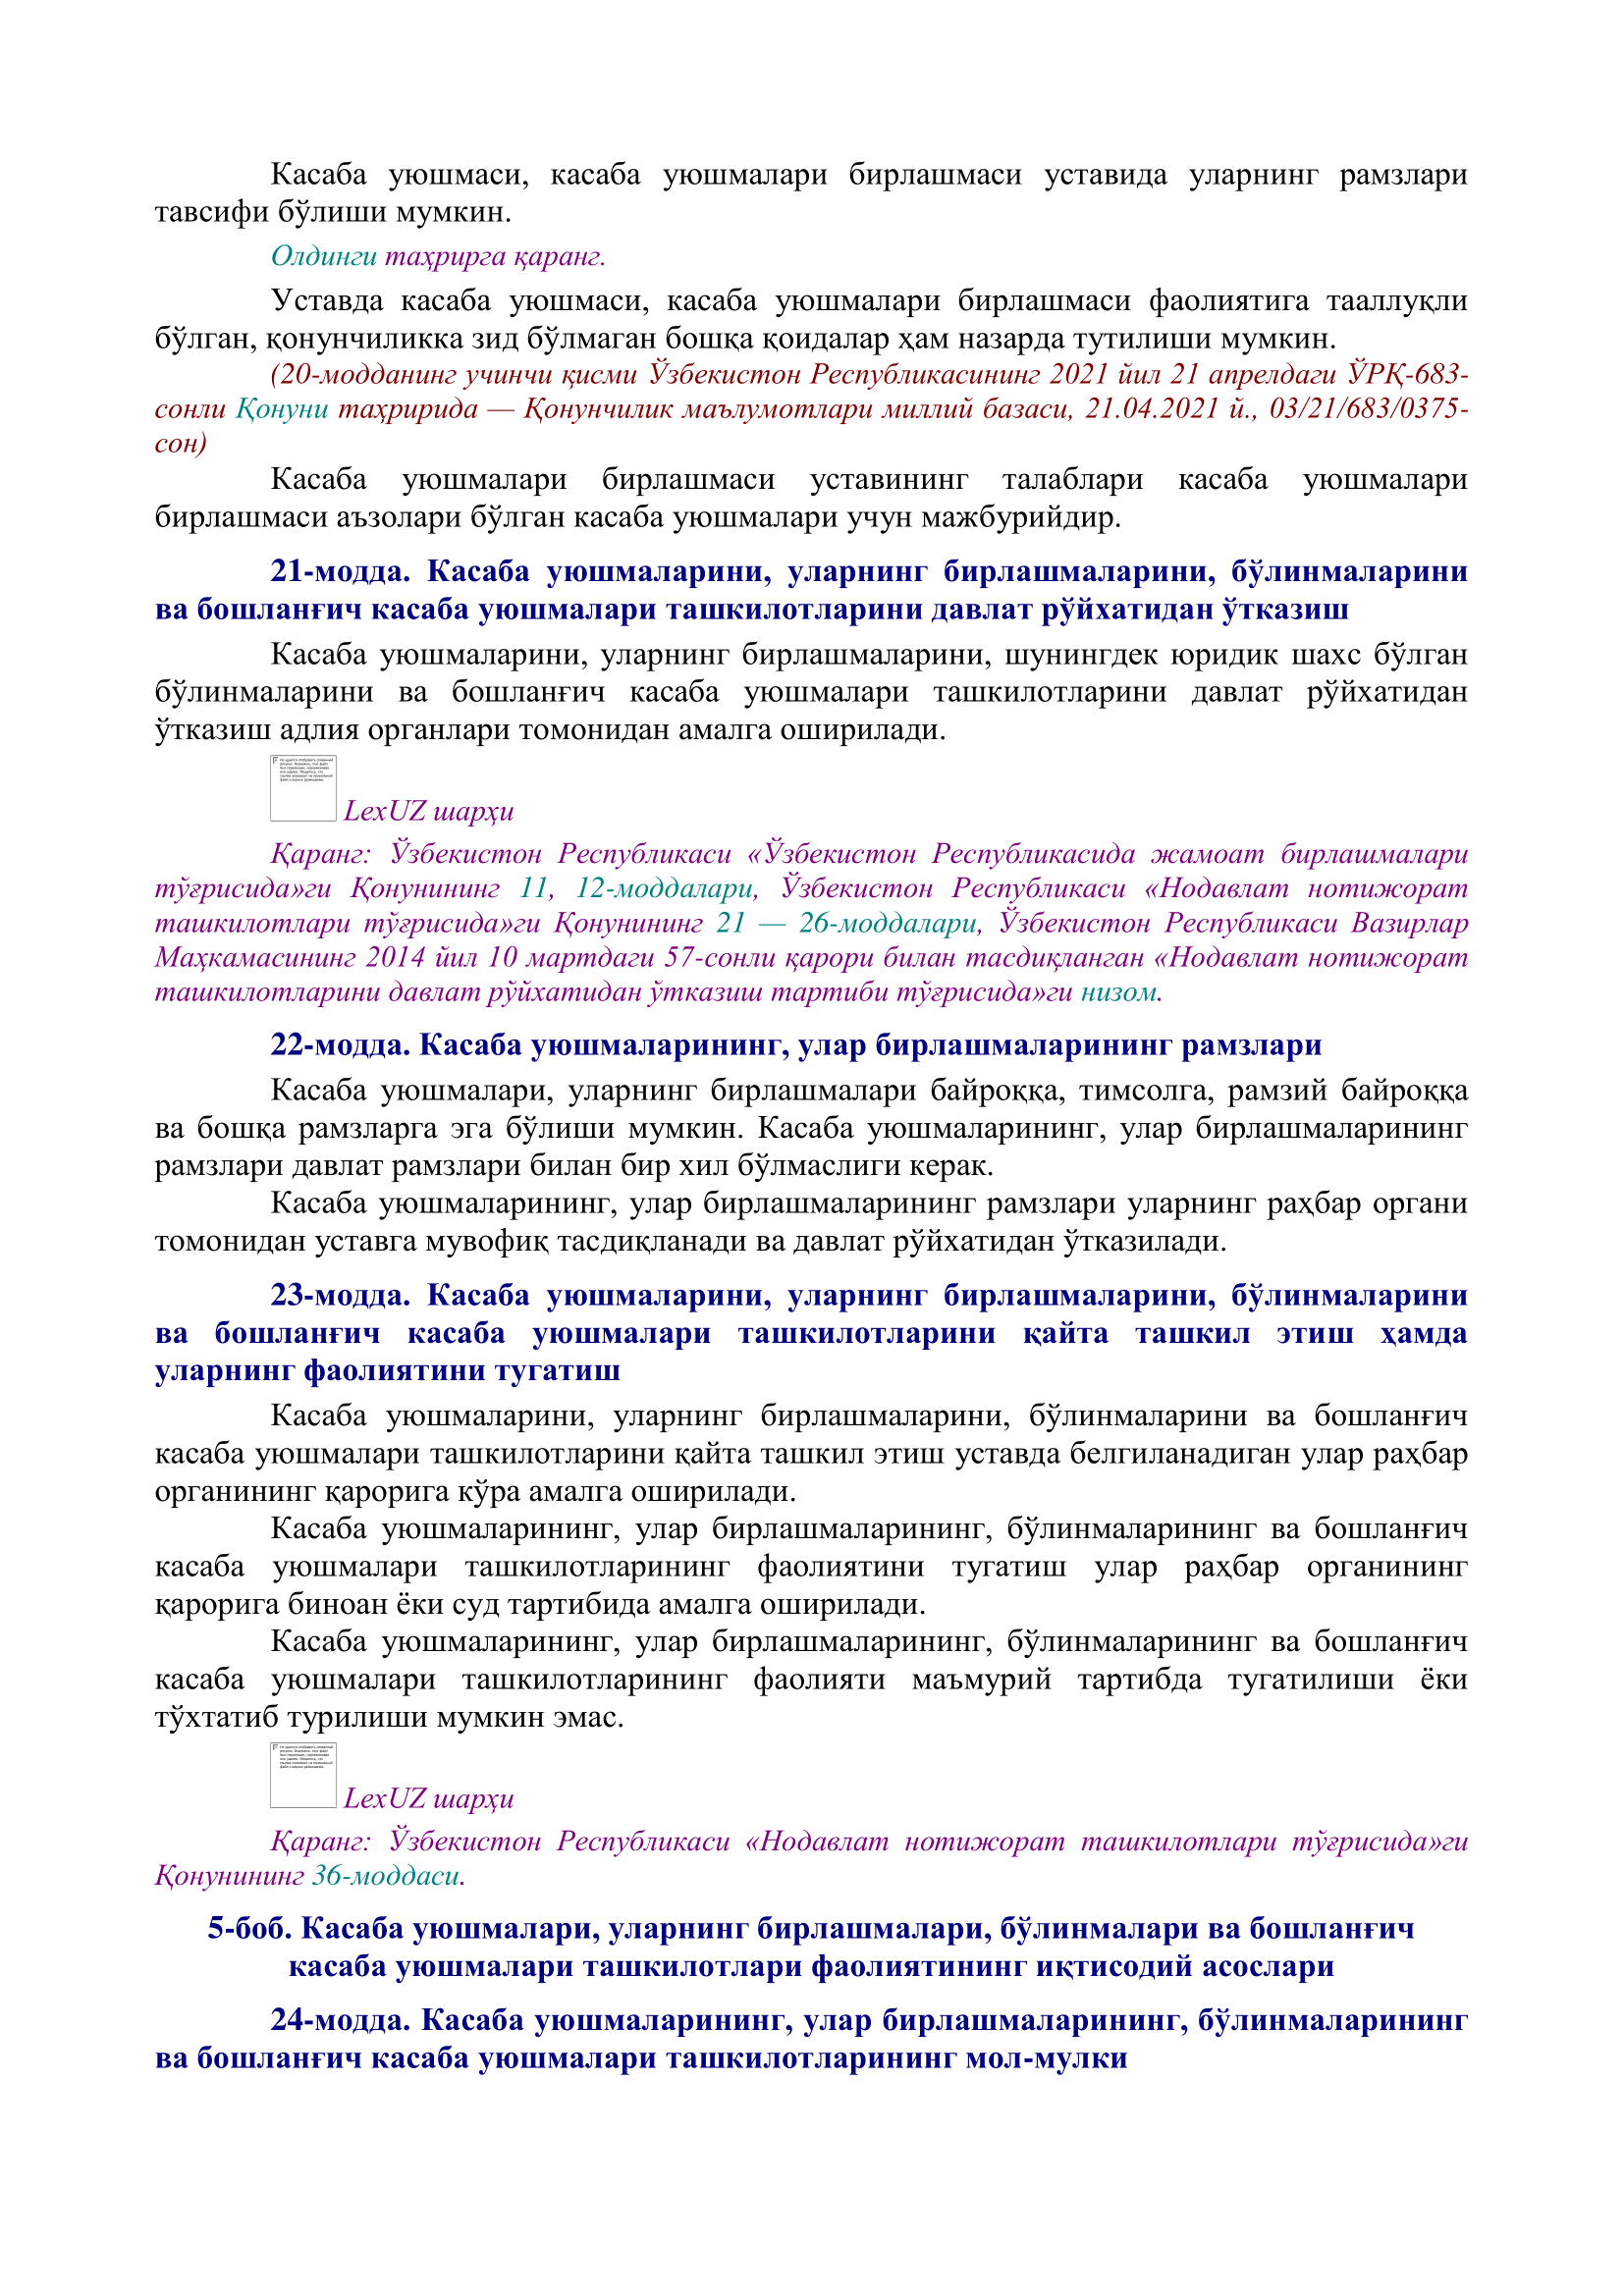 Касаба уюшмаси, касаба уюшмалари бирлашмаси уставида уларнинг рамзлари
тавсифи бўлиши мумкин.
Олдинги таҳрирга қаранг.
Уставда касаба уюшмаси, касаба уюшмалари бирлашмаси фаолиятига тааллуқли
бўлган, қонунчиликка зид бўлмаган бошқа қоидалар ҳам назарда тутилиши мумкин.
(20-модданинг учинчи қисми Ўзбекистон Республикасининг 2021 йил 21 апрелдаги ЎРҚ-683-
сонли Қонуни таҳририда — Қонунчилик маълумотлари миллий базаси, 21.04.2021 й., 03/21/683/0375-
сон)
Касаба уюшмалари бирлашмаси уставининг талаблари касаба уюшмалари
бирлашмаси аъзолари бўлган касаба уюшмалари учун мажбурийдир.
21-модда. Касаба уюшмаларини, уларнинг бирлашмаларини, бўлинмаларини
ва бошланғич касаба уюшмалари ташкилотларини давлат рўйхатидан ўтказиш
Касаба уюшмаларини, уларнинг бирлашмаларини, шунингдек юридик шахс бўлган
бўлинмаларини ва бошланғич касаба уюшмалари ташкилотларини давлат рўйхатидан
ўтказиш адлия органлари томонидан амалга оширилади.
LexUZ шарҳи
Қаранг: Ўзбекистон Республикаси «Ўзбекистон Республикасида жамоат бирлашмалари
тўғрисида»ги Қонунининг 11, 12-моддалари, Ўзбекистон Республикаси «Нодавлат нотижорат
ташкилотлари тўғрисида»ги Қонунининг 21 — 26-моддалари, Ўзбекистон Республикаси Вазирлар
Маҳкамасининг 2014 йил 10 мартдаги 57-сонли қарори билан тасдиқланган «Нодавлат нотижорат
ташкилотларини давлат рўйхатидан ўтказиш тартиби тўғрисида»ги низом.
22-модда. Касаба уюшмаларининг, улар бирлашмаларининг рамзлари
Касаба уюшмалари, уларнинг бирлашмалари байроққа, тимсолга, рамзий байроққа
ва бошқа рамзларга эга бўлиши мумкин. Касаба уюшмаларининг, улар бирлашмаларининг
рамзлари давлат рамзлари билан бир хил бўлмаслиги керак.
Касаба уюшмаларининг, улар бирлашмаларининг рамзлари уларнинг раҳбар органи
томонидан уставга мувофиқ тасдиқланади ва давлат рўйхатидан ўтказилади.
23-модда. Касаба уюшмаларини, уларнинг бирлашмаларини, бўлинмаларини
ва бошланғич касаба уюшмалари ташкилотларини қайта ташкил этиш ҳамда
уларнинг фаолиятини тугатиш
Касаба уюшмаларини, уларнинг бирлашмаларини, бўлинмаларини ва бошланғич
касаба уюшмалари ташкилотларини қайта ташкил этиш уставда белгиланадиган улар раҳбар
органининг қарорига кўра амалга оширилади.
Касаба уюшмаларининг, улар бирлашмаларининг, бўлинмаларининг ва бошланғич
касаба уюшмалари ташкилотларининг фаолиятини тугатиш улар раҳбар органининг
қарорига биноан ёки суд тартибида амалга оширилади.
Касаба уюшмаларининг, улар бирлашмаларининг, бўлинмаларининг ва бошланғич
касаба уюшмалари ташкилотларининг фаолияти маъмурий тартибда тугатилиши ёки
тўхтатиб турилиши мумкин эмас.
LexUZ шарҳи
Қаранг: Ўзбекистон Республикаси «Нодавлат нотижорат ташкилотлари тўғрисида»ги
Қонунининг 36-моддаси.
5-боб. Касаба уюшмалари, уларнинг бирлашмалари, бўлинмалари ва бошланғич
касаба уюшмалари ташкилотлари фаолиятининг иқтисодий асослари
24-модда. Касаба уюшмаларининг, улар бирлашмаларининг, бўлинмаларининг
ва бошланғич касаба уюшмалари ташкилотларининг мол-мулки